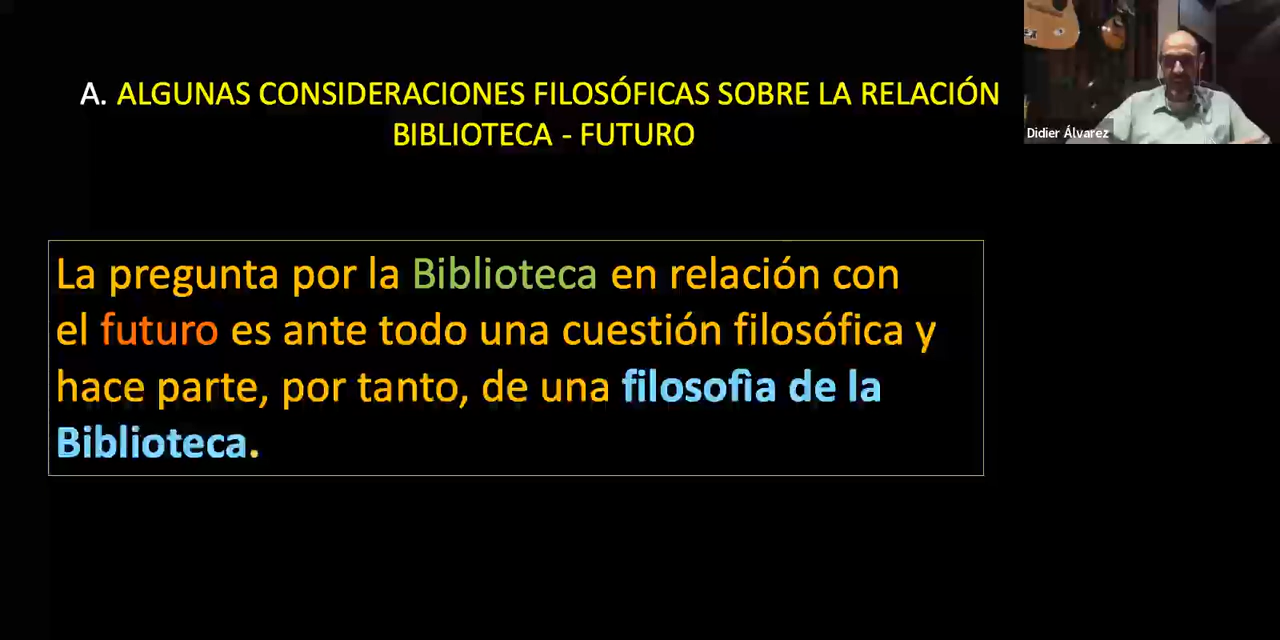 A. ALGUNAS CONSIDERACIONES FILOSÓFICAS SOBRE LA RELACIÓN
BIBLIOTECA - FUTURO
Didier Álvarez
La pregunta por la Biblioteca en relación con
el futuro es ante todo una cuestión filosófica y
hace parte, por tanto, de una filosofìa de la
Biblioteca.